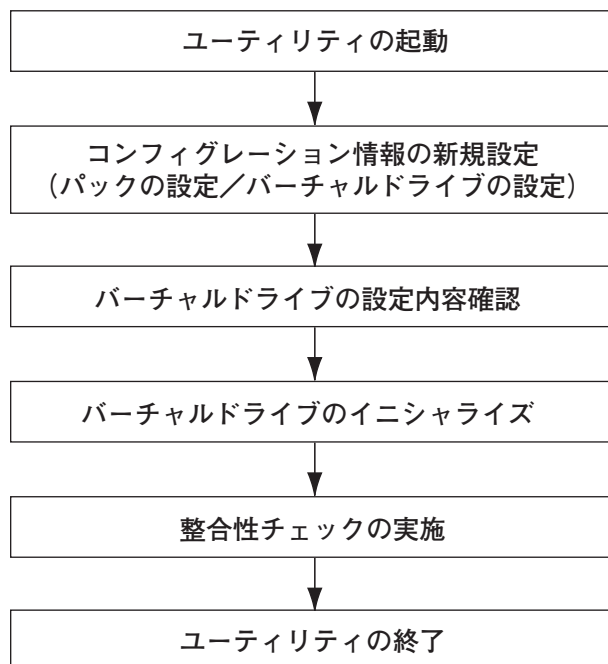 ユーティリティの起動
コンフィグレーション情報の新規設定
（パックの設定／バーチャルドライブの設定）
バーチャルドライブの設定内容確認
バーチャルドライブのイニシャライズ
整合性チェックの実施
ユーティリティの終了